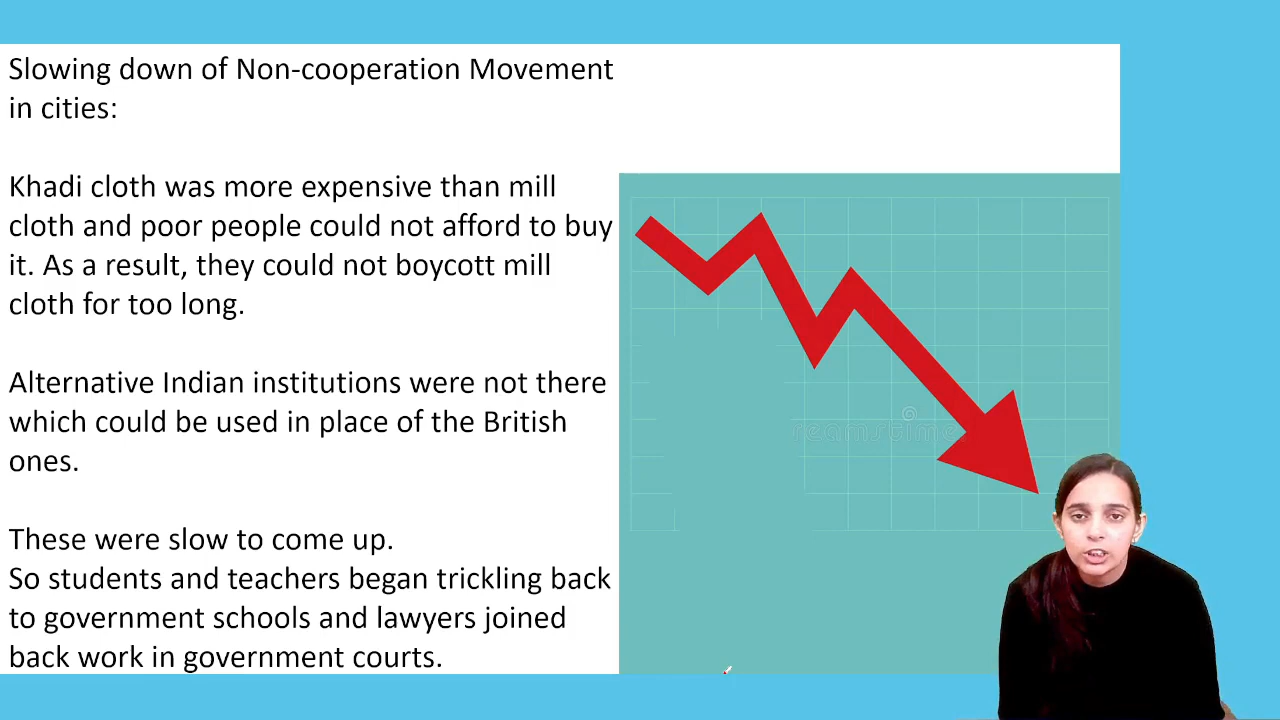 Slowing down of Non-cooperation Movement
in cities:
Khadi cloth was more expensive than mill
cloth and poor people could not afford to buy
it. As a result, they could not boycott mill
cloth for too long.
Alternative Indian institutions were not there
which could be used in place of the British
ones.
These were slow to come up.
So students and teachers began trickling back
to government schools and lawyers joined
back work in government courts.
reamstime